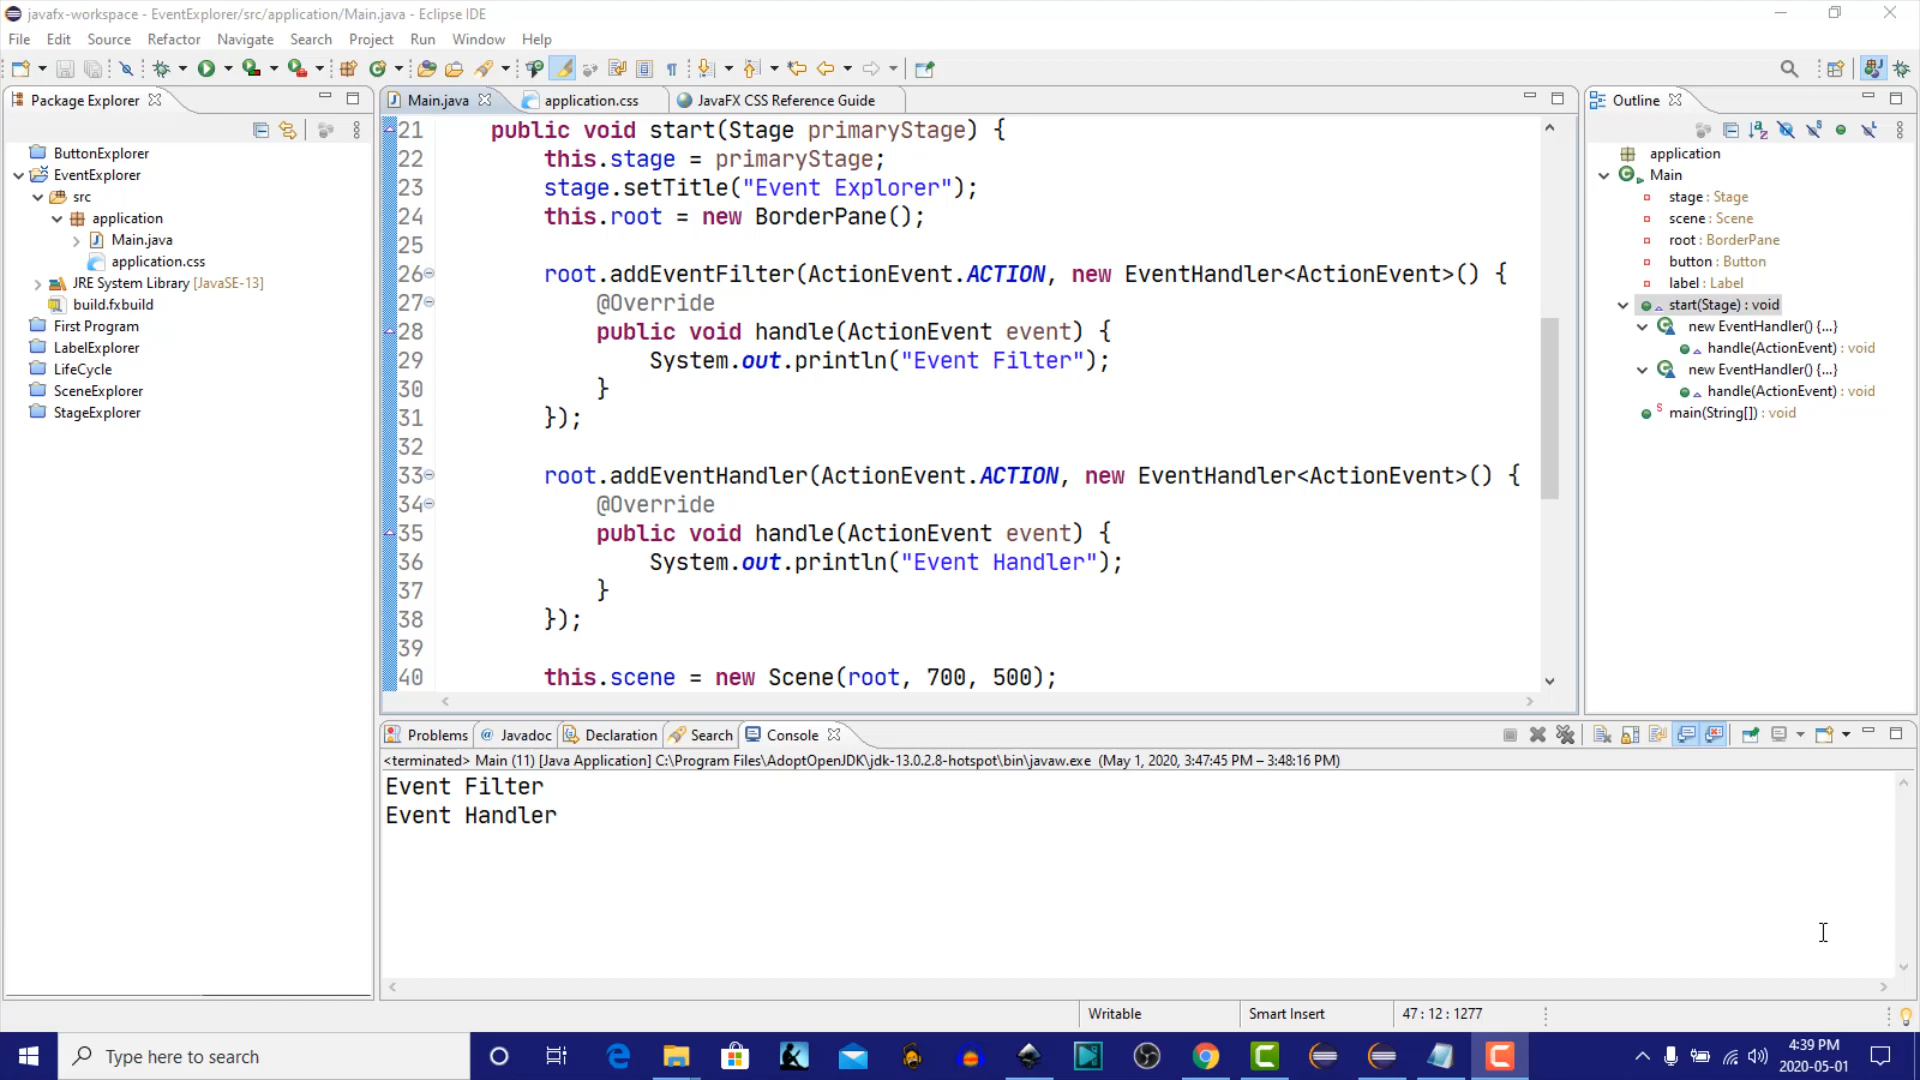 javafx-workspace - EventExplorer/src/application/Main.java - Eclipse IDE
File Edit Source Refactor Navigate Search Project Run Window Help
Package Explorer
ButtonExplorer
EventExplorer
src
application
Main.java
application.css
JRE System Library [JavaSE-13]
build.fxbuild
First Program
LabelExplorer
LifeCycle
SceneExplorer
StageExplorer
Main.java application.css JavaFX CSS Reference Guide
21 public void start(Stage primaryStage) {
22 this.stage = primaryStage;
23 stage.setTitle("Event Explorer");
24 this.root = new BorderPane();
25
26 root.addEventFilter(ActionEvent.ACTION, new EventHandler<ActionEvent>() {
27 @Override
28 public void handle(ActionEvent event) {
29 System.out.println("Event Filter");
30 }
31 });
32
33 root.addEventHandler(ActionEvent.ACTION, new EventHandler<ActionEvent>() {
34 @Override
35 public void handle(ActionEvent event) {
36 System.out.println("Event Handler");
37 }
38 });
39
40 this.scene = new Scene(root, 700, 500);
Outline
application
Main
stage : Stage
scene : Scene
root : BorderPane
button : Button
label : Label
start(Stage) : void
new EventHandler() {...}
handle(ActionEvent) : void
new EventHandler() {...}
handle(ActionEvent) : void
main(String[]) : void
Problems @ Javadoc Declaration Search Console
<terminated> Main (11) [Java Application] C:\Program Files\AdoptOpenJDK\jdk-13.0.2.8-hotspot\bin\javaw.exe (May 1, 2020, 3:47:45 PM – 3:48:16 PM)
Event Filter
Event Handler
Writable Smart Insert 47 : 12 : 1277
Type here to search
4:39 PM
2020-05-01